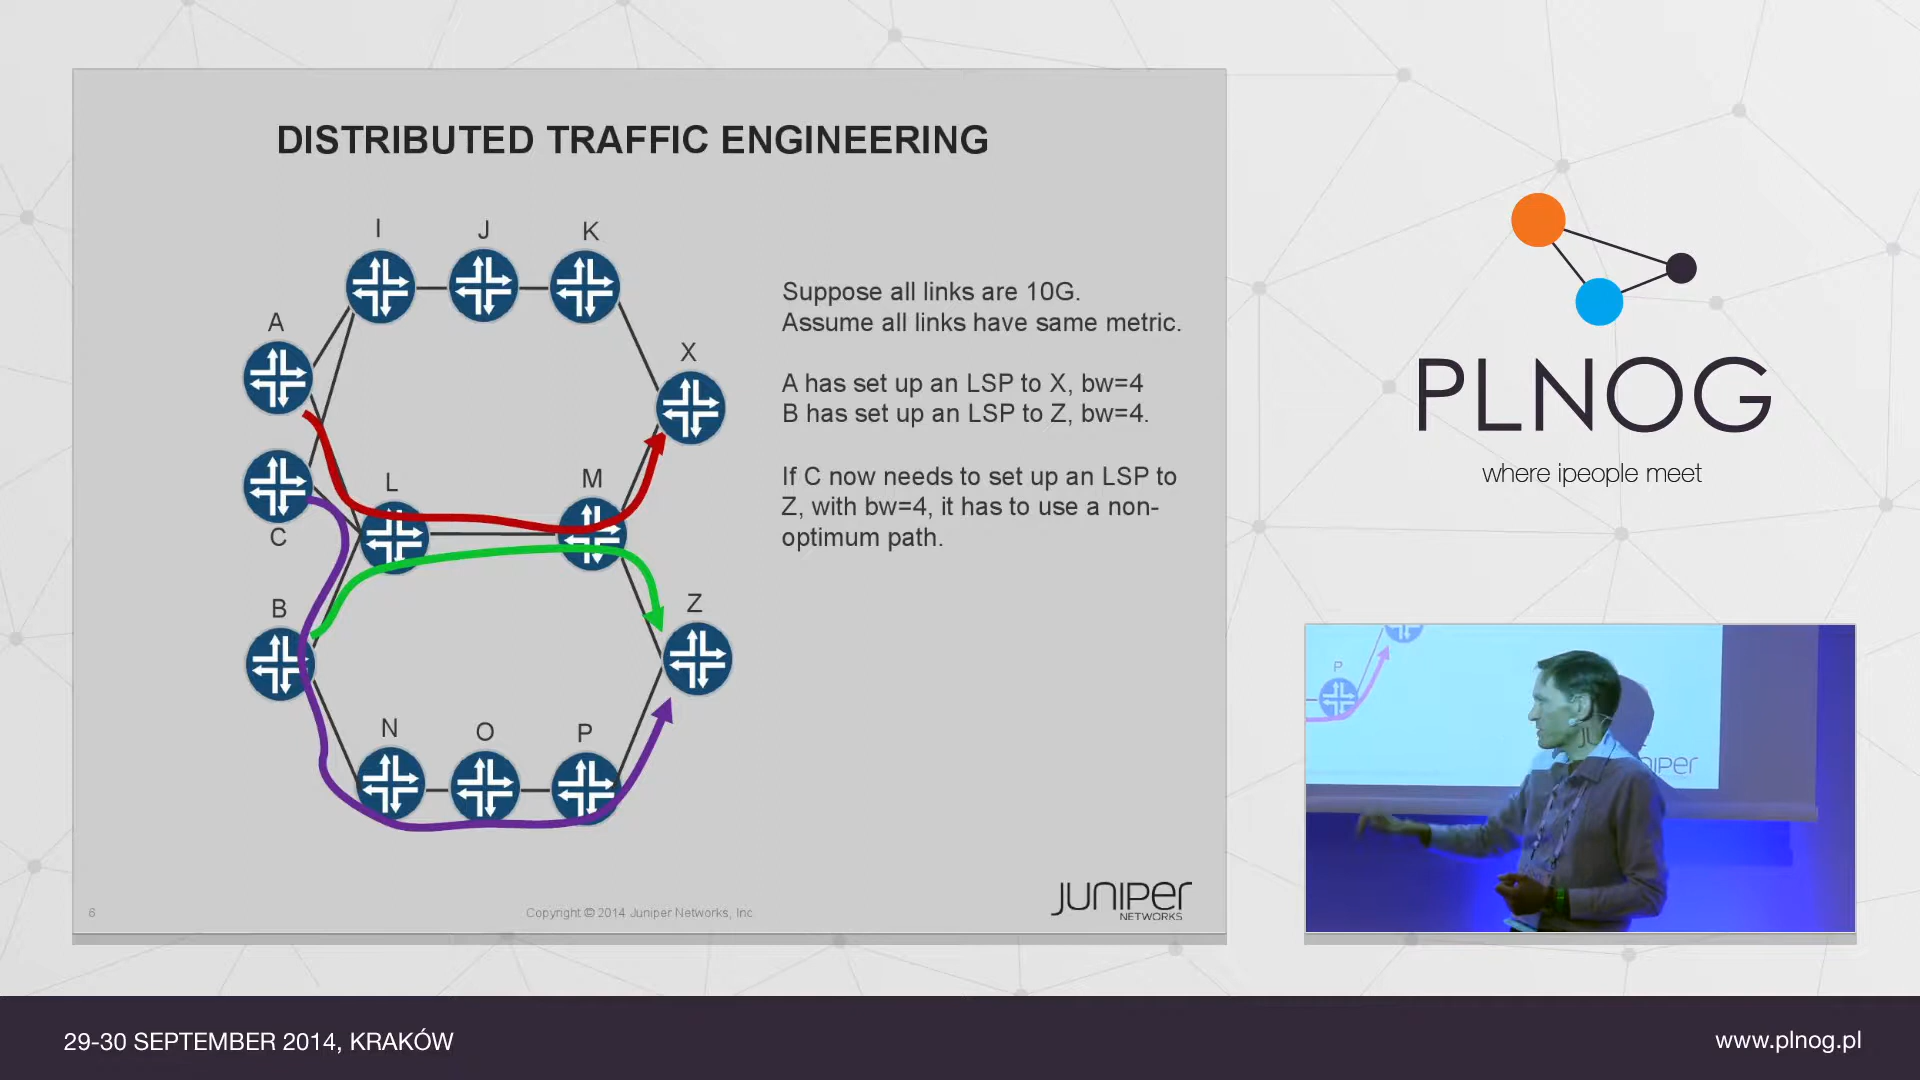 DISTRIBUTED TRAFFIC ENGINEERING
I
J
K
A
X
C
L
M
B
Z
N
O
P
Suppose all links are 10G.
Assume all links have same metric.
A has set up an LSP to X, bw=4
B has set up an LSP to Z, bw=4.
If C now needs to set up an LSP to
Z, with bw=4, it has to use a non-
optimum path.
6
Copyright © 2014 Juniper Networks, Inc.
JUNIPER
NETWORKS
PLNOG
where ipeople meet
P
29-30 SEPTEMBER 2014, KRAKÓW
www.plnog.pl